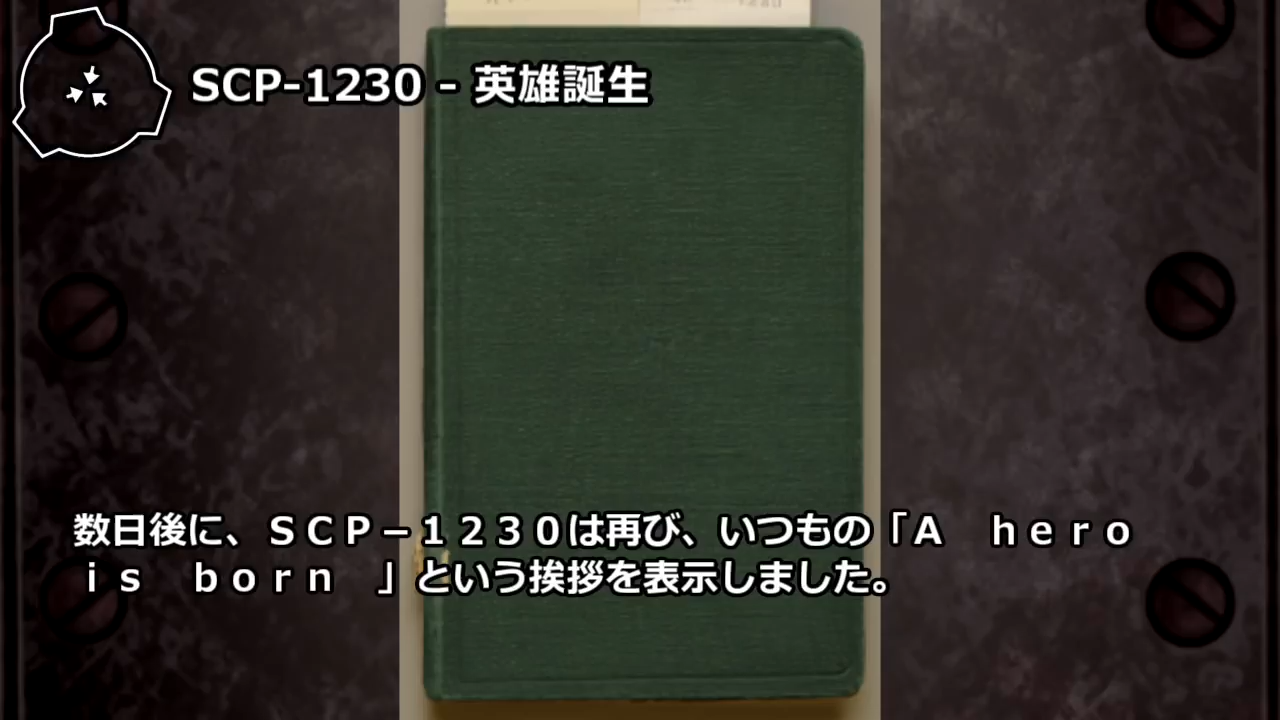 SCP-1230 - 英雄誕生
数日後に、ＳＣＰ－１２３０は再び、いつもの「Ａ　ｈｅｒｏ
ｉｓ　ｂｏｒｎ　」という挨拶を表示しました。